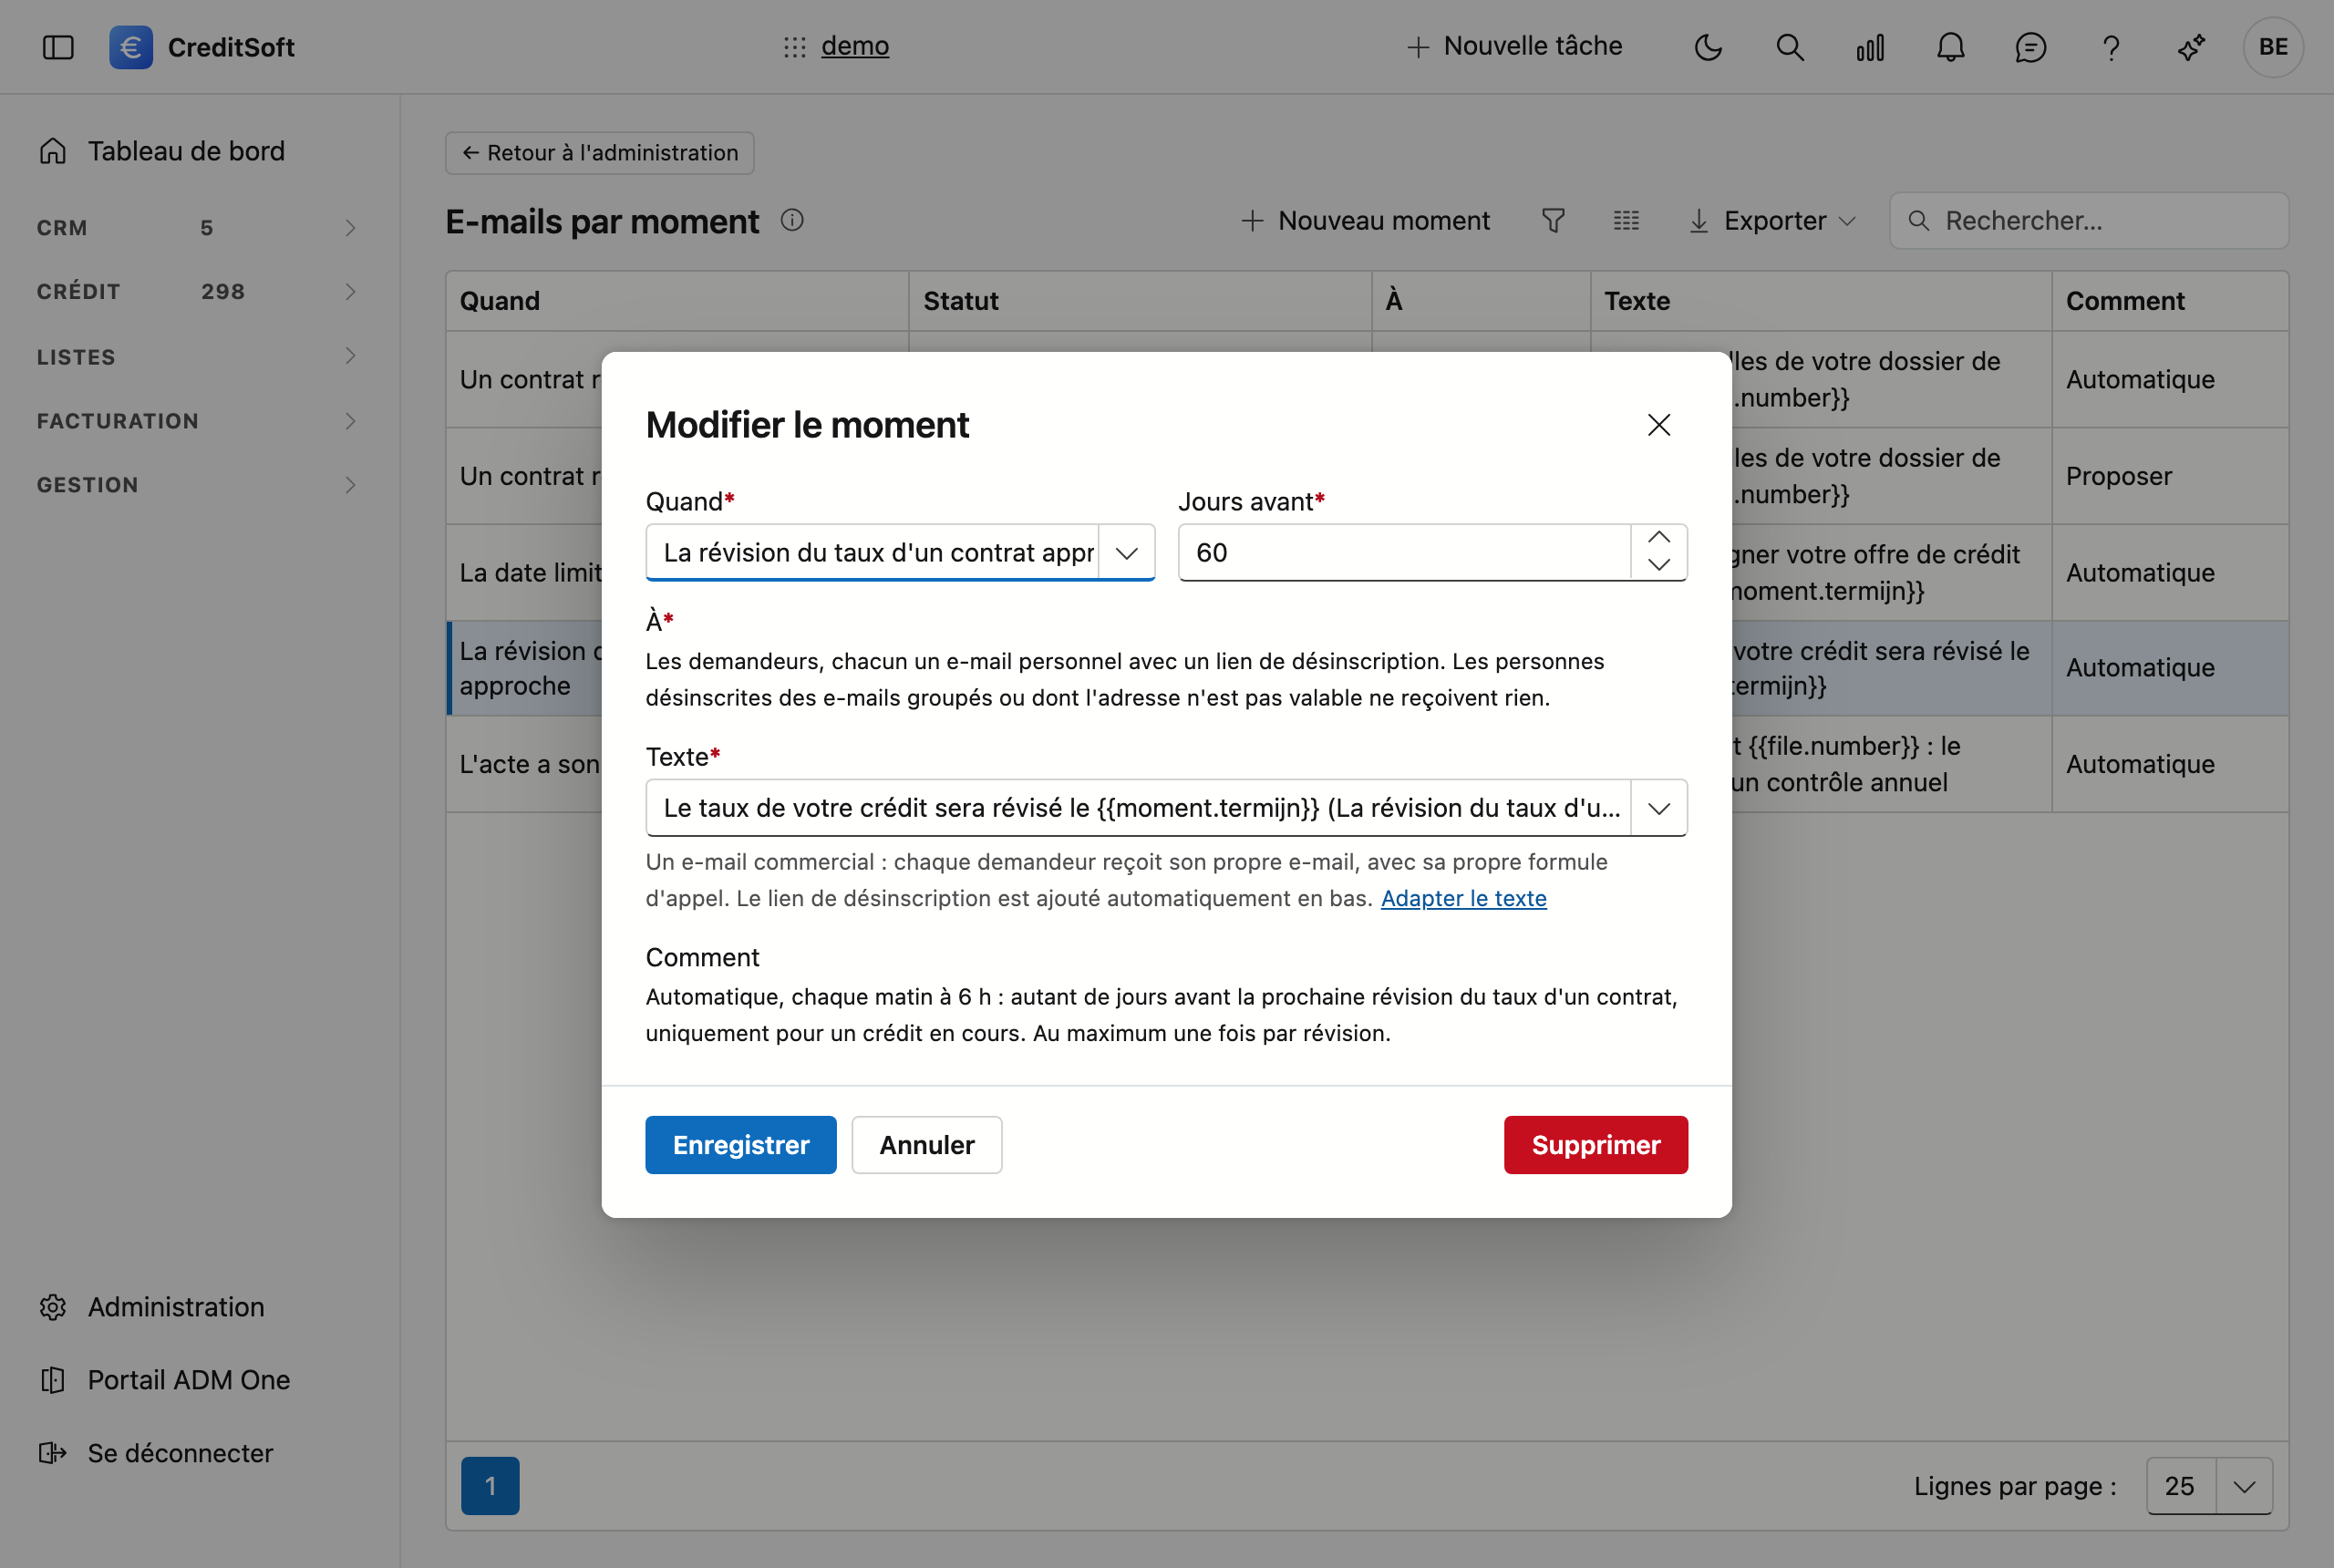 CreditSoft
demo
Nouvelle tâche
BE
Tableau de bord
CRM 5
CRÉDIT 298
LISTES
FACTURATION
GESTION
Administration
Portail ADM One
Se déconnecter
← Retour à l'administration
E-mails par moment
Nouveau moment
Exporter
Rechercher...
Quand Statut À Texte Comment
Un contrat
lles de votre dossier de
.number}}
Automatique
Un contrat
lles de votre dossier de
.number}}
Proposer
La date limit
gner votre offre de crédit
moment.termijn}}
Automatique
La révision
approche
votre crédit sera révisé le
termijn}}
Automatique
L'acte a son
t {{file.number}} : le
un contrôle annuel
Automatique
Modifier le moment
Quand*
La révision du taux d'un contrat appr
Jours avant*
60
À*
Les demandeurs, chacun un e-mail personnel avec un lien de désinscription. Les personnes
désinscrites des e-mails groupés ou dont l'adresse n'est pas valable ne reçoivent rien.
Texte*
Le taux de votre crédit sera révisé le {{moment.termijn}} (La révision du taux d'u...
Un e-mail commercial : chaque demandeur reçoit son propre e-mail, avec sa propre formule
d'appel. Le lien de désinscription est ajouté automatiquement en bas. Adapter le texte
Comment
Automatique, chaque matin à 6 h : autant de jours avant la prochaine révision du taux d'un contrat,
uniquement pour un crédit en cours. Au maximum une fois par révision.
Enregistrer
Annuler
Supprimer
1
Lignes par page :
25